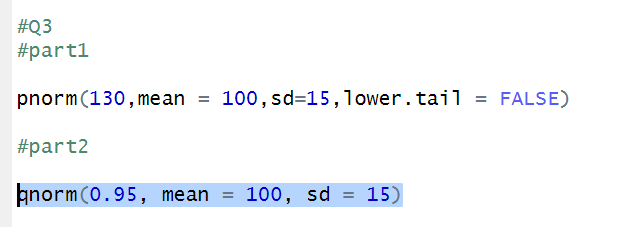 #Q3
#part1
pnorm(130,mean = 100,sd=15,lower.tail = FALSE)
#part2
qnorm(0.95, mean = 100, sd = 15)